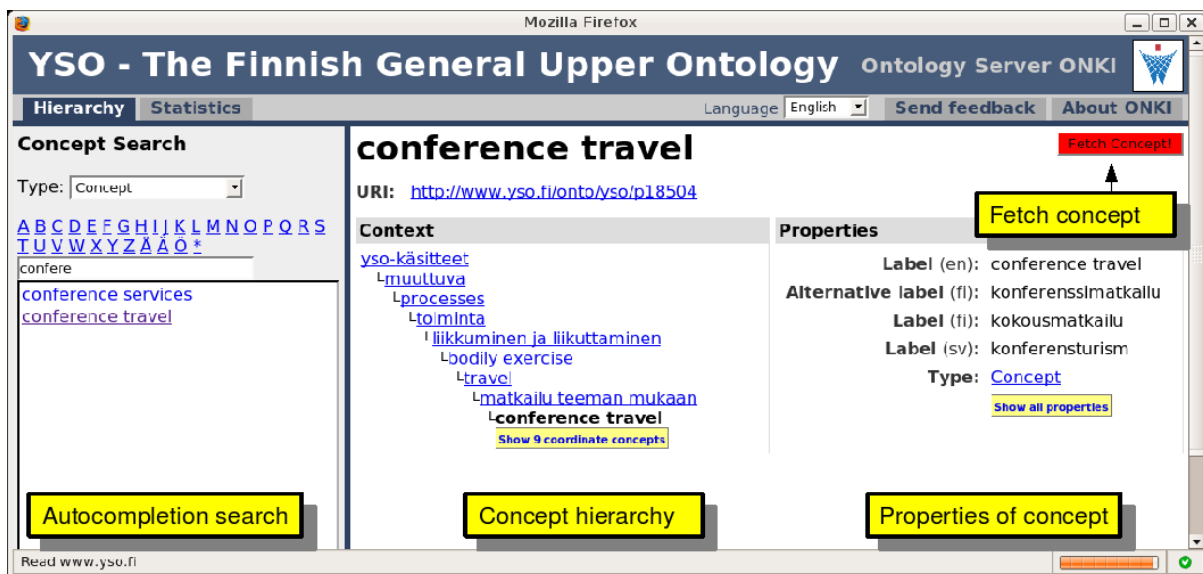 Mozilla Firefox
YSO - The Finnish General Upper Ontology Ontology Server ONKI
Hierarchy Statistics Language English Send feedback About ONKI
Concept Search
Type: Concept
A B C D E F G H I J K L M N O P Q R S
T U V W X Y Z Å Ä Ö *
confere
conference services
conference travel
Autocompletion search
conference travel
Fetch Concept!
URI: http://www.yso.fi/onto/yso/p18504
Fetch concept
Context
yso-käsitteet
muuttuva
processes
toiminta
liikkuminen ja liikuttaminen
bodily exercise
travel
matkailu teeman mukaan
conference travel
Show 9 coordinate concepts
Concept hierarchy
Properties
Label (en): conference travel
Alternative label (fi): konferenssimatkailu
Label (fi): kokousmatkailu
Label (sv): konferensturism
Type: Concept
Show all properties
Properties of concept
Read www.yso.fi